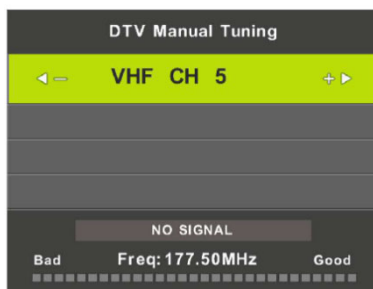 DTV Manual Tuning
VHF CH 5
NO SIGNAL
Bad Freq:177.50MHz Good